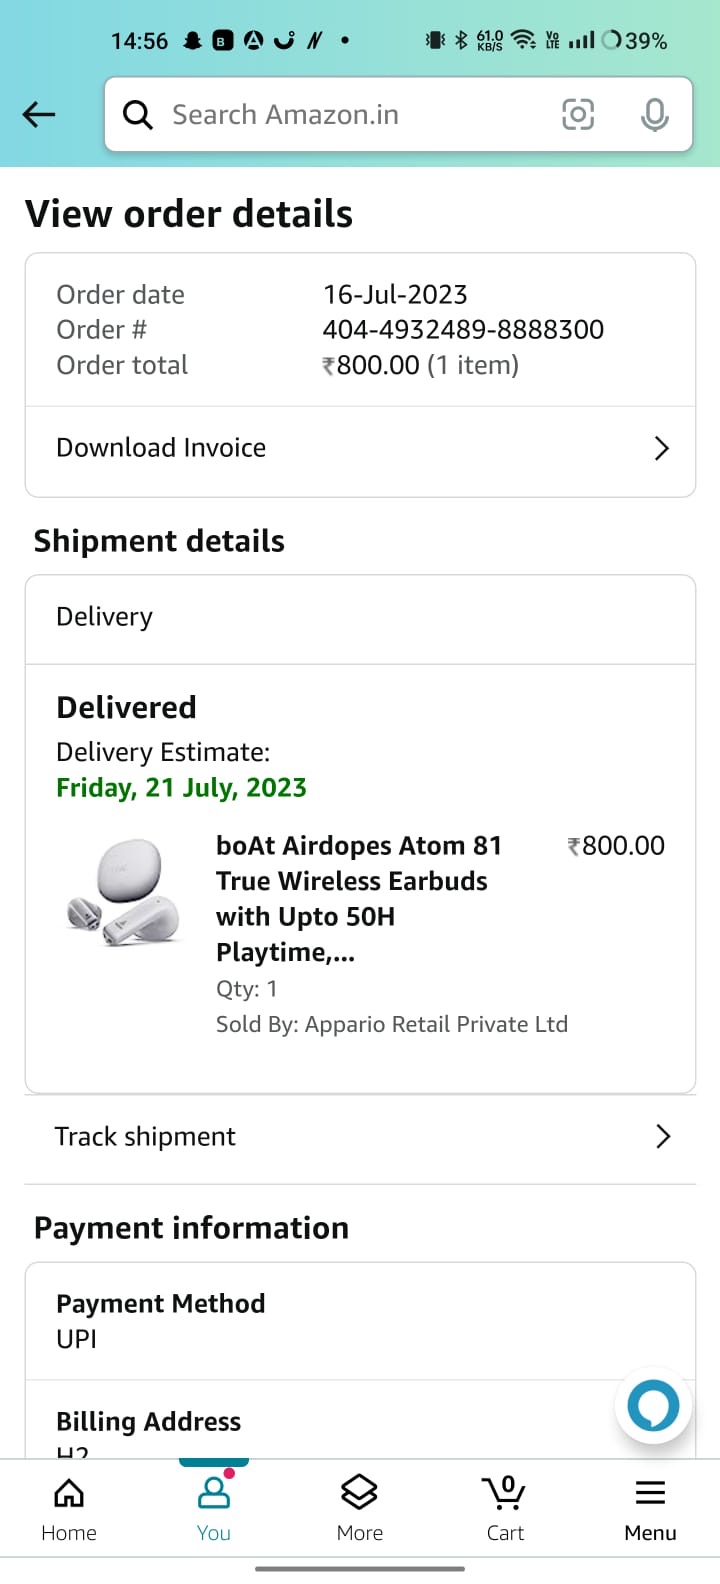 14:56
61.0 KB/S
Vo LTE
39%
Search Amazon.in
View order details
Order date 16-Jul-2023
Order # 404-4932489-8888300
Order total ₹800.00 (1 item)
Download Invoice
Shipment details
Delivery
Delivered
Delivery Estimate:
Friday, 21 July, 2023
boAt Airdopes Atom 81 ₹800.00
True Wireless Earbuds
with Upto 50H
Playtime,...
Qty: 1
Sold By: Appario Retail Private Ltd
Track shipment
Payment information
Payment Method
UPI
Billing Address
H2
0
Home You More Cart Menu